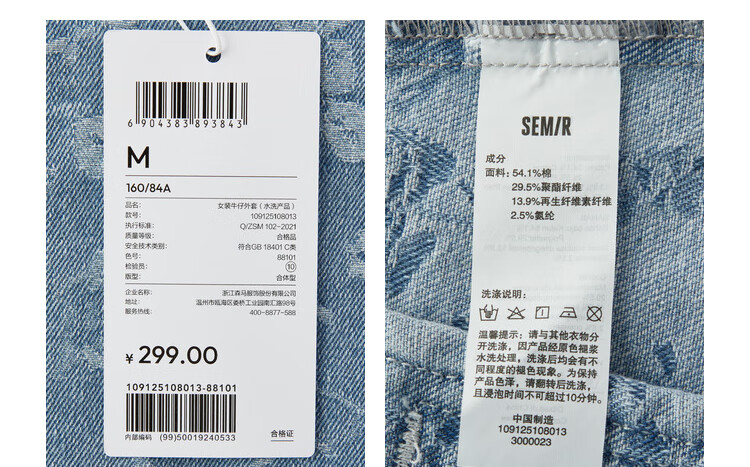 6 904383 893843
M
160/84A
品名: 女装牛仔外套（水洗产品）
款号: 109125108013
执行标准: Q/ZSM 102-2021
质量等级: 合格品
安全技术类别: 符合GB 18401 C类
色号: 88101
检验员: ⑩
版型: 合体型
企业名称: 浙江森马服饰股份有限公司
地址: 温州市瓯海区娄桥工业园南汇路98号
服务热线: 400-8877-588
¥ 299.00
109125108013-88101
内部编码 (99)50019240533
合格证
SEM/R
成分
面料: 54.1%棉
29.5%聚酯纤维
13.9%再生纤维素纤维
2.5%氨纶
洗涤说明:
温馨提示: 请与其他衣物分
开洗涤, 因产品经原色褪浆
水洗处理, 洗涤后均会有不
同程度的褪色现象。为保持
产品色泽, 请翻转后洗涤,
且浸泡时间不可超过10分钟。
中国制造
109125108013
3000023